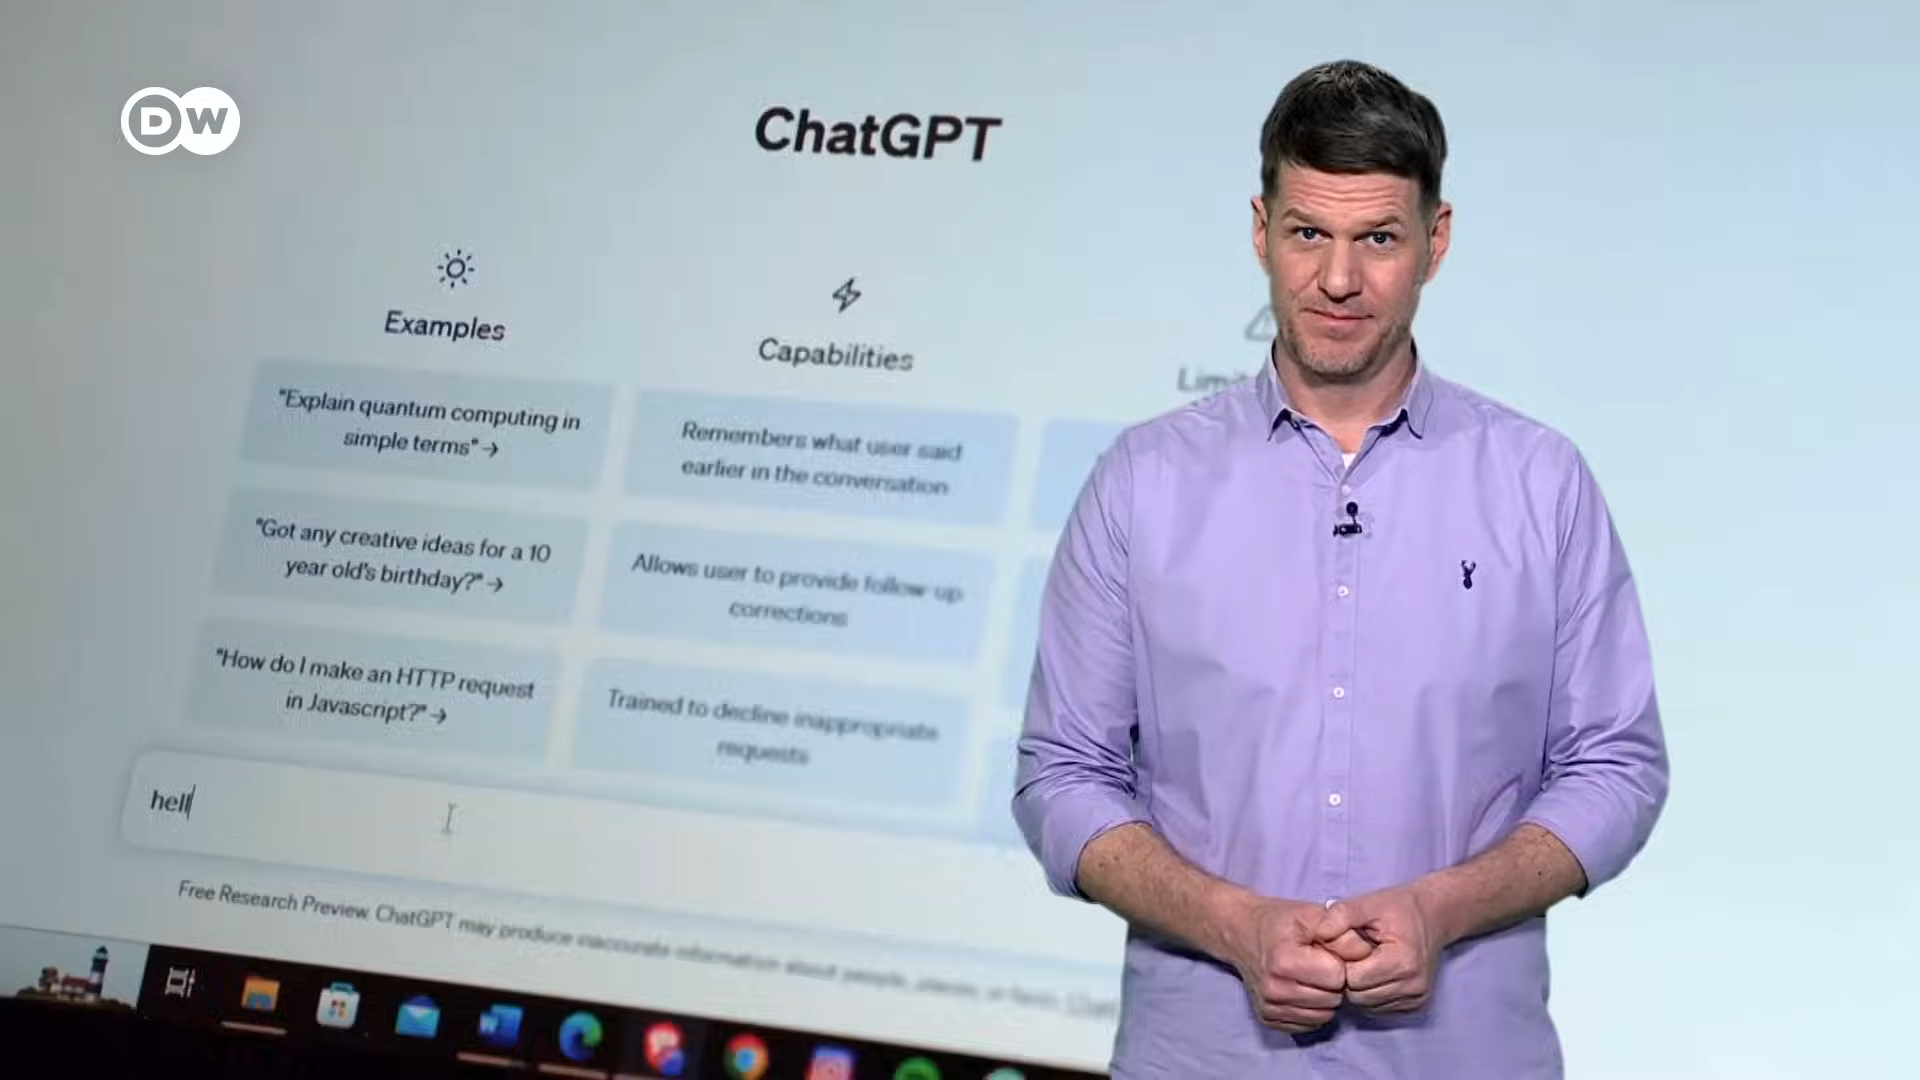 DW
ChatGPT
Examples
"Explain quantum computing in
simple terms" →
"Got any creative ideas for a 10
year old's birthday?" →
"How do I make an HTTP request
in Javascript?" →
Capabilities
Remembers what user said
earlier in the conversation
Allows user to provide follow-up
corrections
Trained to decline inappropriate
requests
Limit
hell
Free Research Preview. ChatGPT may produce inaccurate information about people, places, or facts.